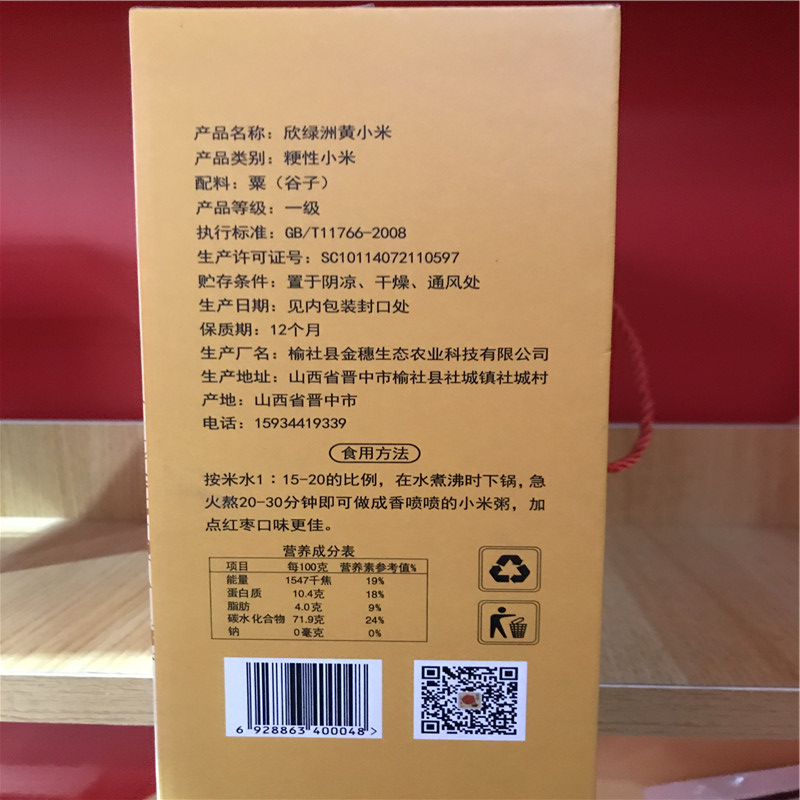 产品名称：欣绿洲黄小米
产品类别：粳性小米
配料：粟（谷子）
产品等级：一级
执行标准：GB/T11766-2008
生产许可证号：SC10114072110597
贮存条件：置于阴凉、干燥、通风处
生产日期：见内包装封口处
保质期：12个月
生产厂名：榆社县金穗生态农业科技有限公司
生产地址：山西省晋中市榆社县社城镇社城村
产地：山西省晋中市
电话：15934419339
食用方法
按米水1：15-20的比例，在水煮沸时下锅，急
火熬20-30分钟即可做成香喷喷的小米粥，加
点红枣口味更佳。
营养成分表
项目 每100克 营养素参考值%
能量 1547千焦 19%
蛋白质 10.4克 18%
脂肪 4.0克 9%
碳水化合物 71.9克 24%
钠 0毫克 0%
6 928863 400048 >